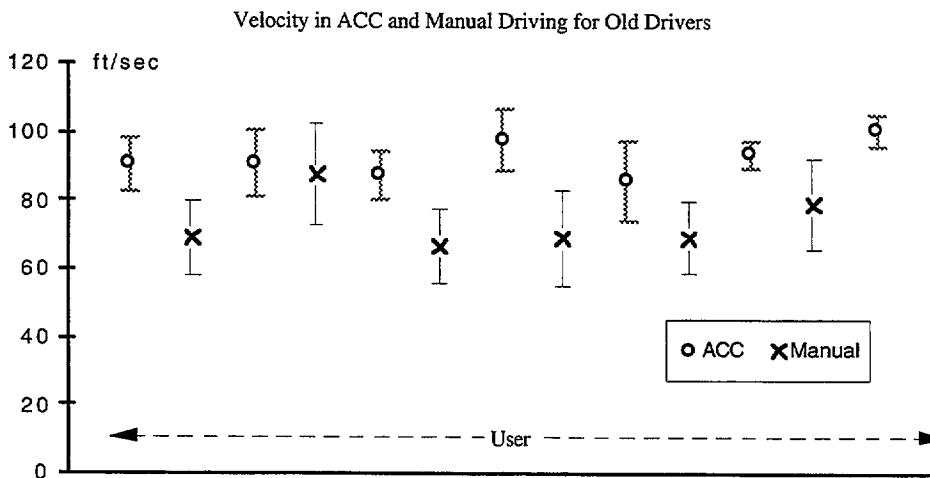 Velocity in ACC and Manual Driving for Old Drivers
ft/sec
120
100
80
60
40
20
0
ACC Manual
User